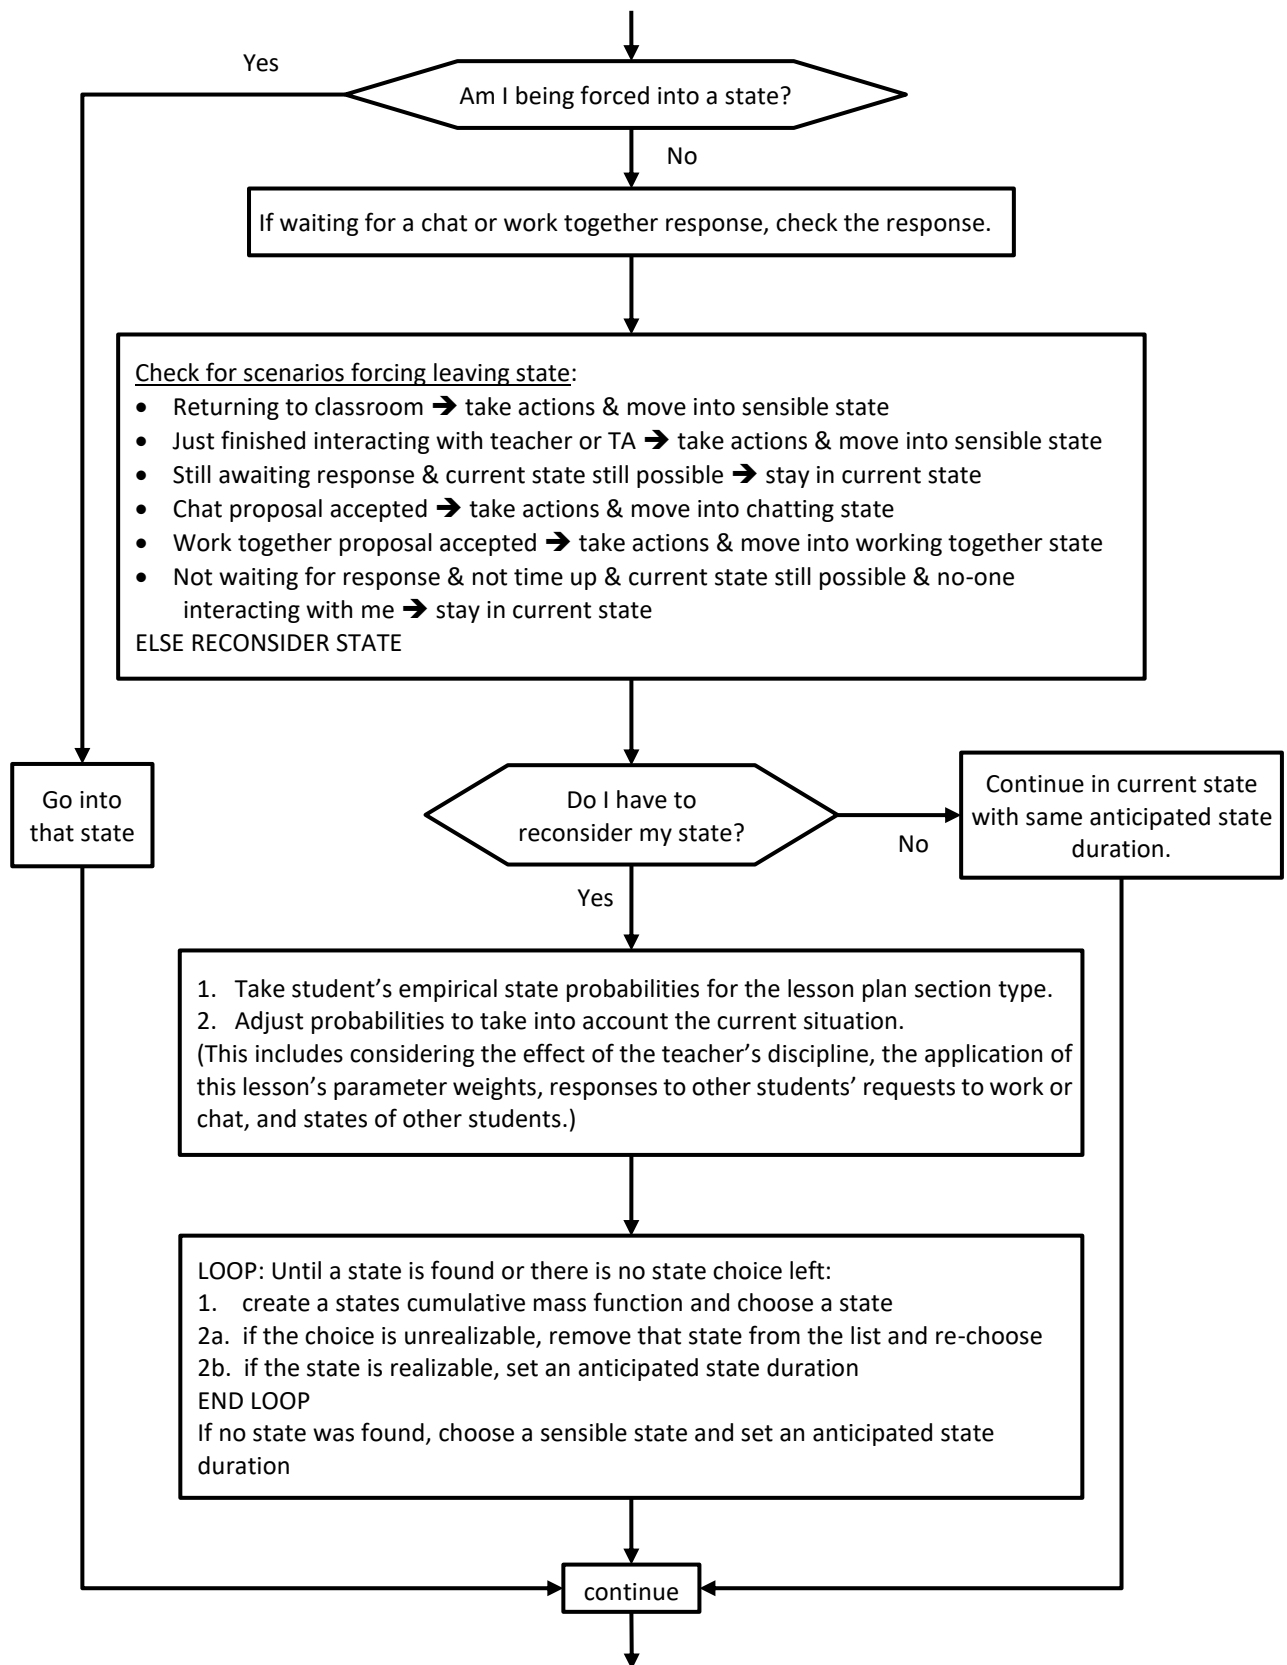 Yes
Am I being forced into a state?
No
If waiting for a chat or work together response, check the response.
Check for scenarios forcing leaving state:
• Returning to classroom ➔ take actions & move into sensible state
• Just finished interacting with teacher or TA ➔ take actions & move into sensible state
• Still awaiting response & current state still possible ➔ stay in current state
• Chat proposal accepted ➔ take actions & move into chatting state
• Work together proposal accepted ➔ take actions & move into working together state
• Not waiting for response & not time up & current state still possible & no-one
interacting with me ➔ stay in current state
ELSE RECONSIDER STATE
Go into
that state
Do I have to
reconsider my state?
No
Continue in current state
with same anticipated state
duration.
Yes
1. Take student’s empirical state probabilities for the lesson plan section type.
2. Adjust probabilities to take into account the current situation.
(This includes considering the effect of the teacher’s discipline, the application of
this lesson’s parameter weights, responses to other students’ requests to work or
chat, and states of other students.)
LOOP: Until a state is found or there is no state choice left:
1. create a states cumulative mass function and choose a state
2a. if the choice is unrealizable, remove that state from the list and re-choose
2b. if the state is realizable, set an anticipated state duration
END LOOP
If no state was found, choose a sensible state and set an anticipated state
duration
continue